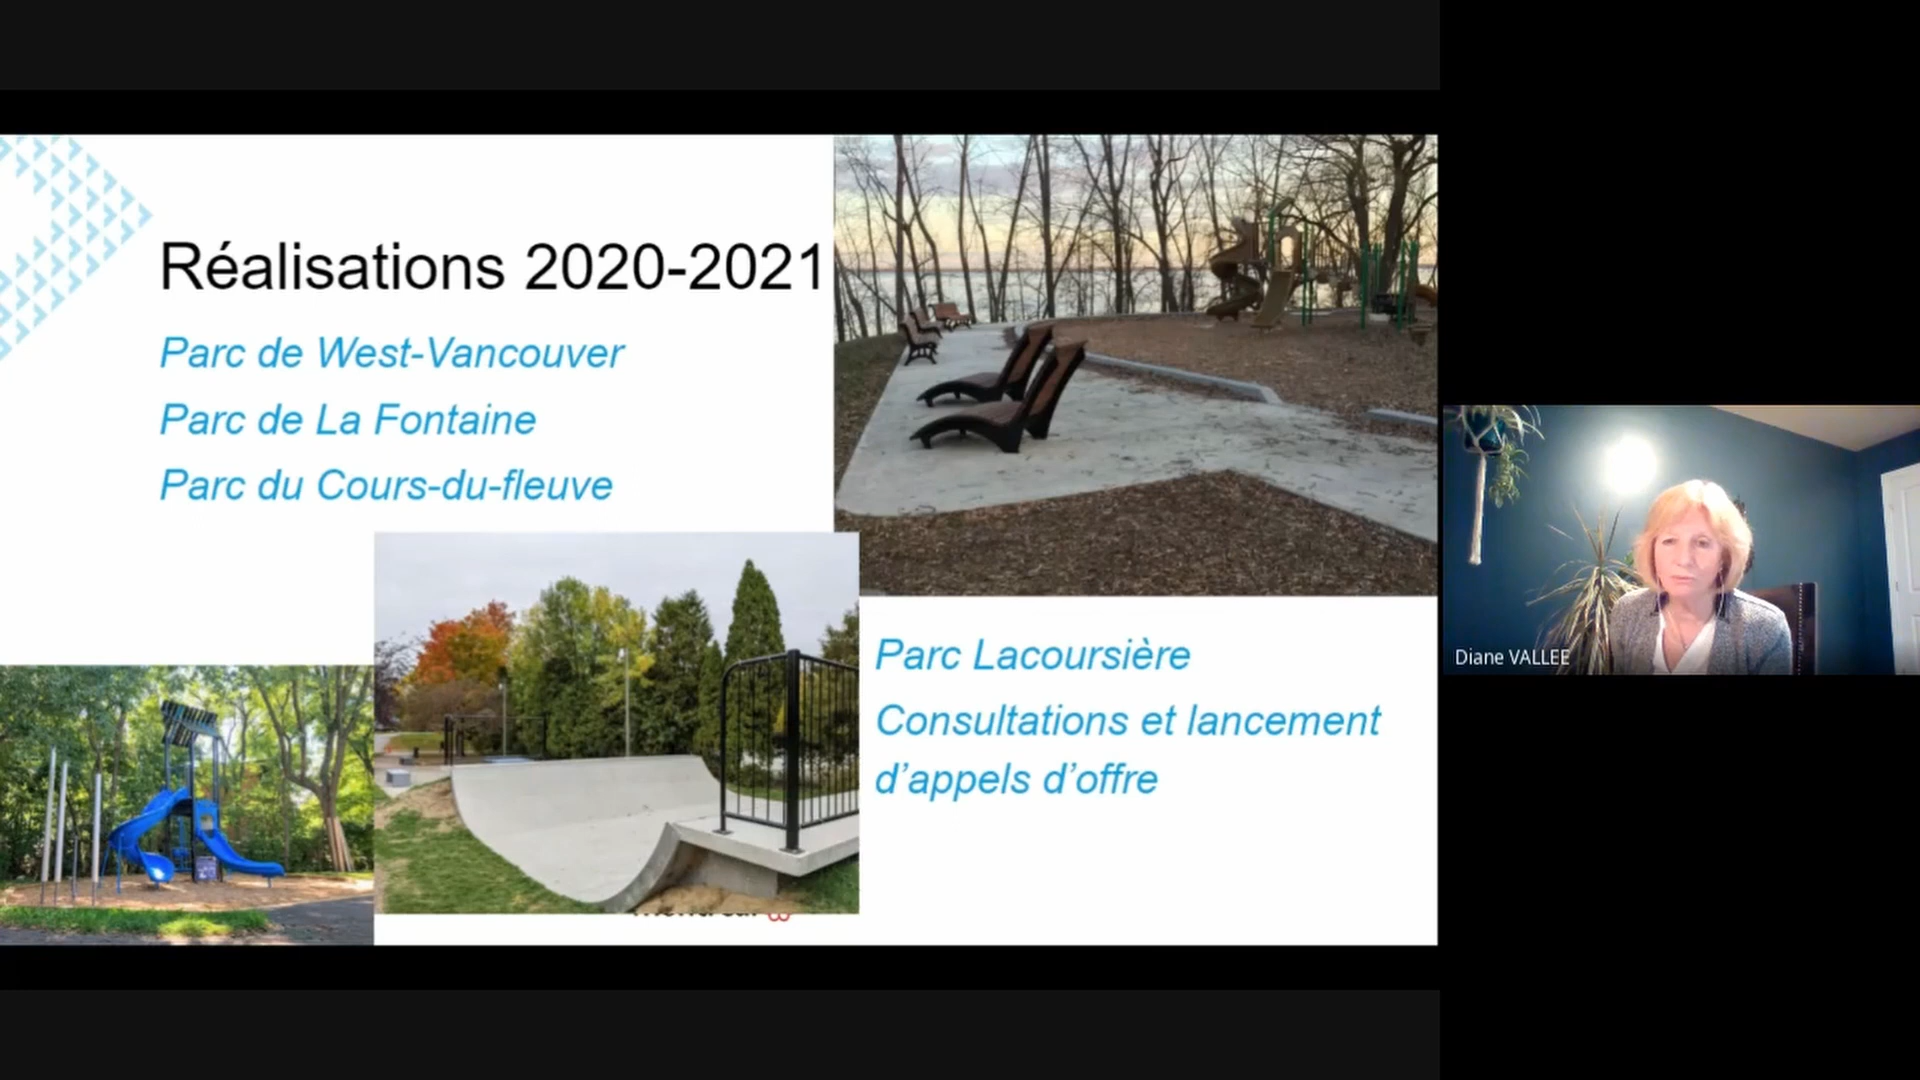 Réalisations 2020-2021
Parc de West-Vancouver
Parc de La Fontaine
Parc du Cours-du-fleuve
Parc Lacoursière
Consultations et lancement
d'appels d'offre
Diane VALLEE